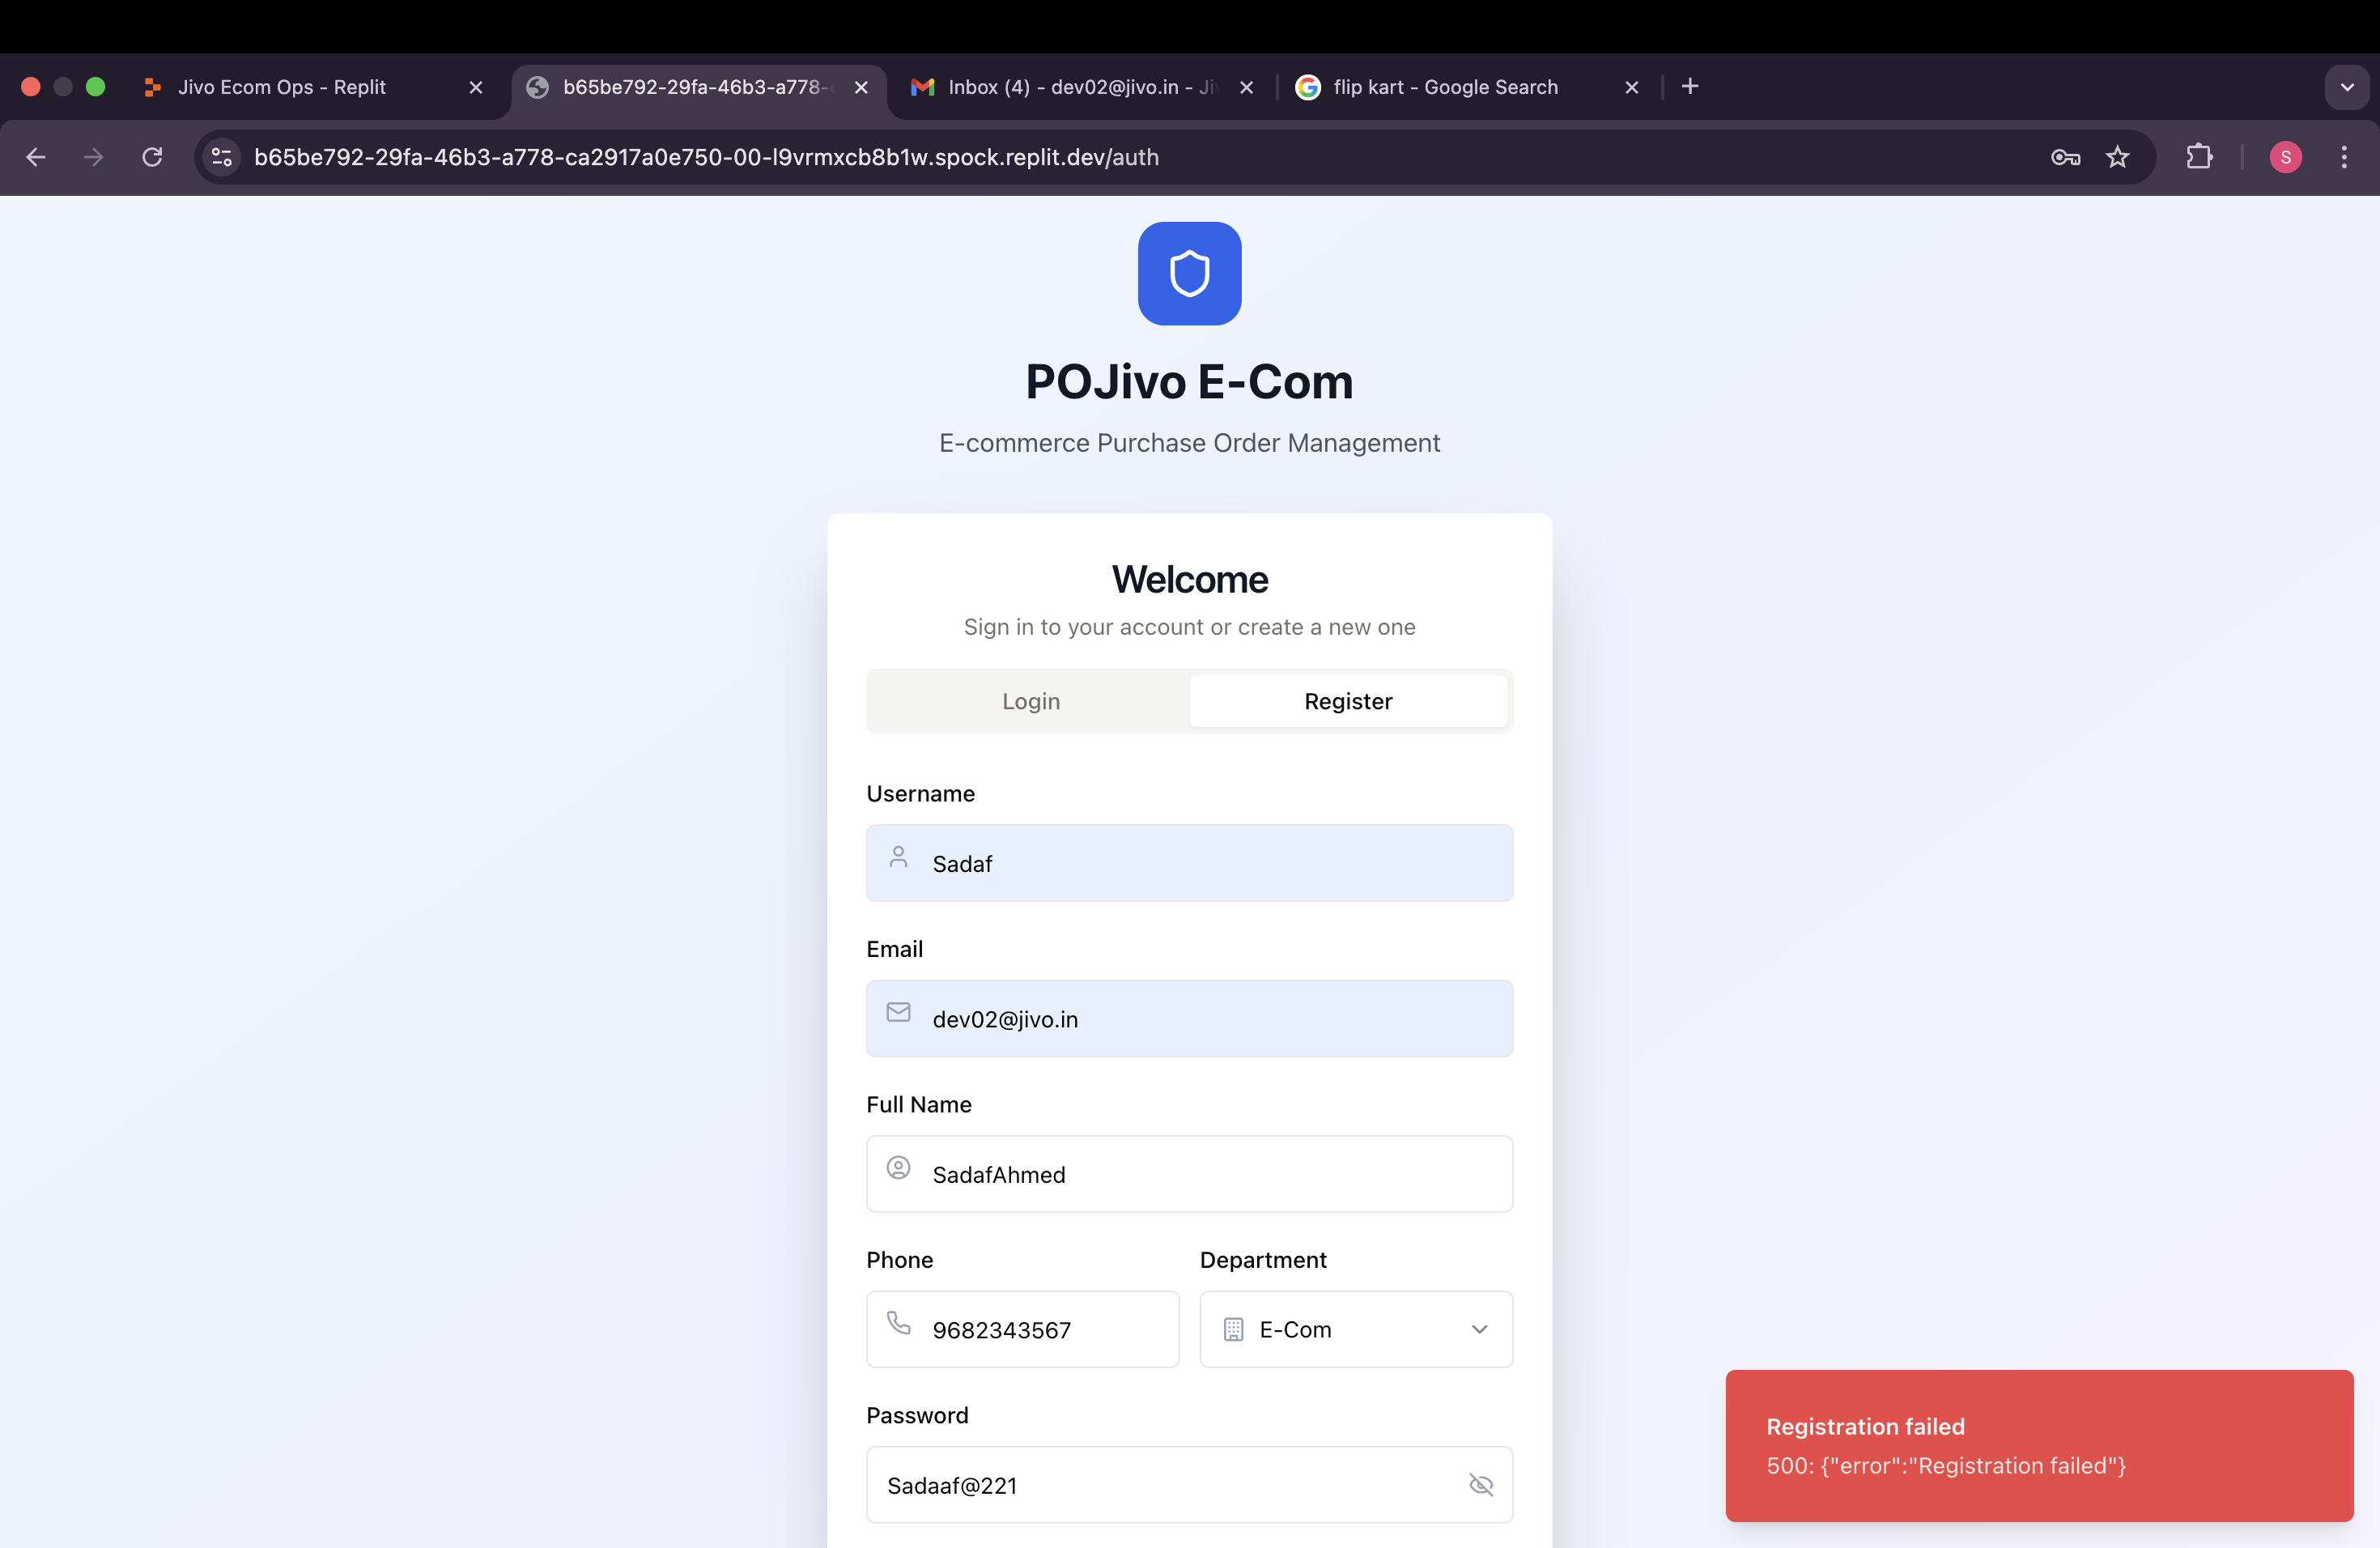 Jivo Ecom Ops - Replit
b65be792-29fa-46b3-a778-
Inbox (4) - dev02@jivo.in - Ji
flip kart - Google Search
b65be792-29fa-46b3-a778-ca2917a0e750-00-l9vrmxcb8b1w.spock.replit.dev/auth
S
POJivo E-Com
E-commerce Purchase Order Management
Welcome
Sign in to your account or create a new one
Login
Register
Username
Sadaf
Email
dev02@jivo.in
Full Name
SadafAhmed
Phone
Department
9682343567
E-Com
Password
Sadaaf@221
Registration failed
500: {"error":"Registration failed"}